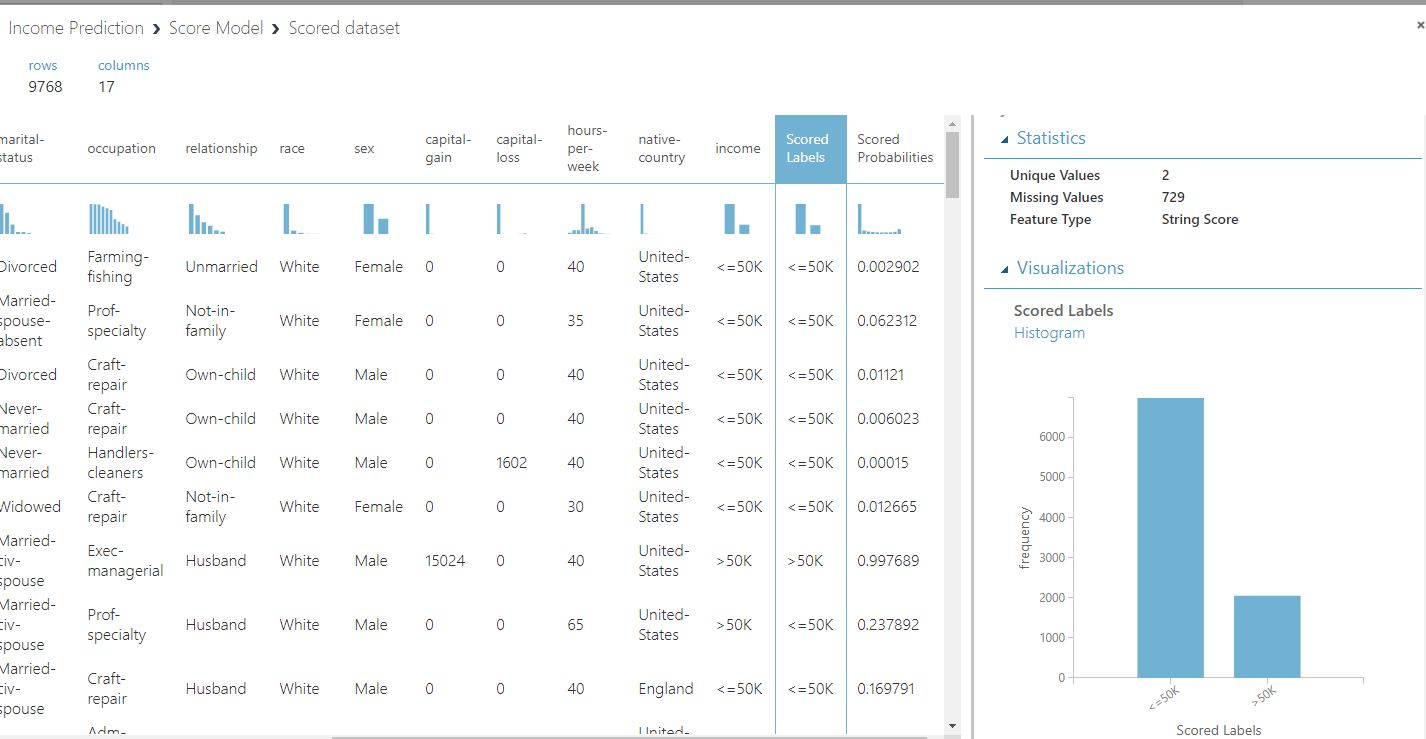 Income Prediction › Score Model › Scored dataset
rows columns
9768 17
marital-status occupation relationship race sex capital-gain capital-loss hours-per-week native-country income Scored Labels Scored Probabilities
Divorced Farming-fishing Unmarried White Female 0 0 40 United-States <=50K <=50K 0.002902
Married-spouse-absent Prof-specialty Not-in-family White Female 0 0 35 United-States <=50K <=50K 0.062312
Divorced Craft-repair Own-child White Male 0 0 40 United-States <=50K <=50K 0.01121
Never-married Craft-repair Own-child White Male 0 0 40 United-States <=50K <=50K 0.006023
Never-married Handlers-cleaners Own-child White Male 0 1602 40 United-States <=50K <=50K 0.00015
Widowed Craft-repair Not-in-family White Female 0 0 30 United-States <=50K <=50K 0.012665
Married-civ-spouse Exec-managerial Husband White Male 15024 0 40 United-States >50K >50K 0.997689
Married-civ-spouse Prof-specialty Husband White Male 0 0 65 United-States >50K <=50K 0.237892
Married-civ-spouse Craft-repair Husband White Male 0 0 40 England <=50K <=50K 0.169791
Adm- United-
Statistics
Unique Values 2
Missing Values 729
Feature Type String Score
Visualizations
Scored Labels
Histogram
6000
5000
4000
3000
2000
1000
0
frequency
<=50K >50K
Scored Labels